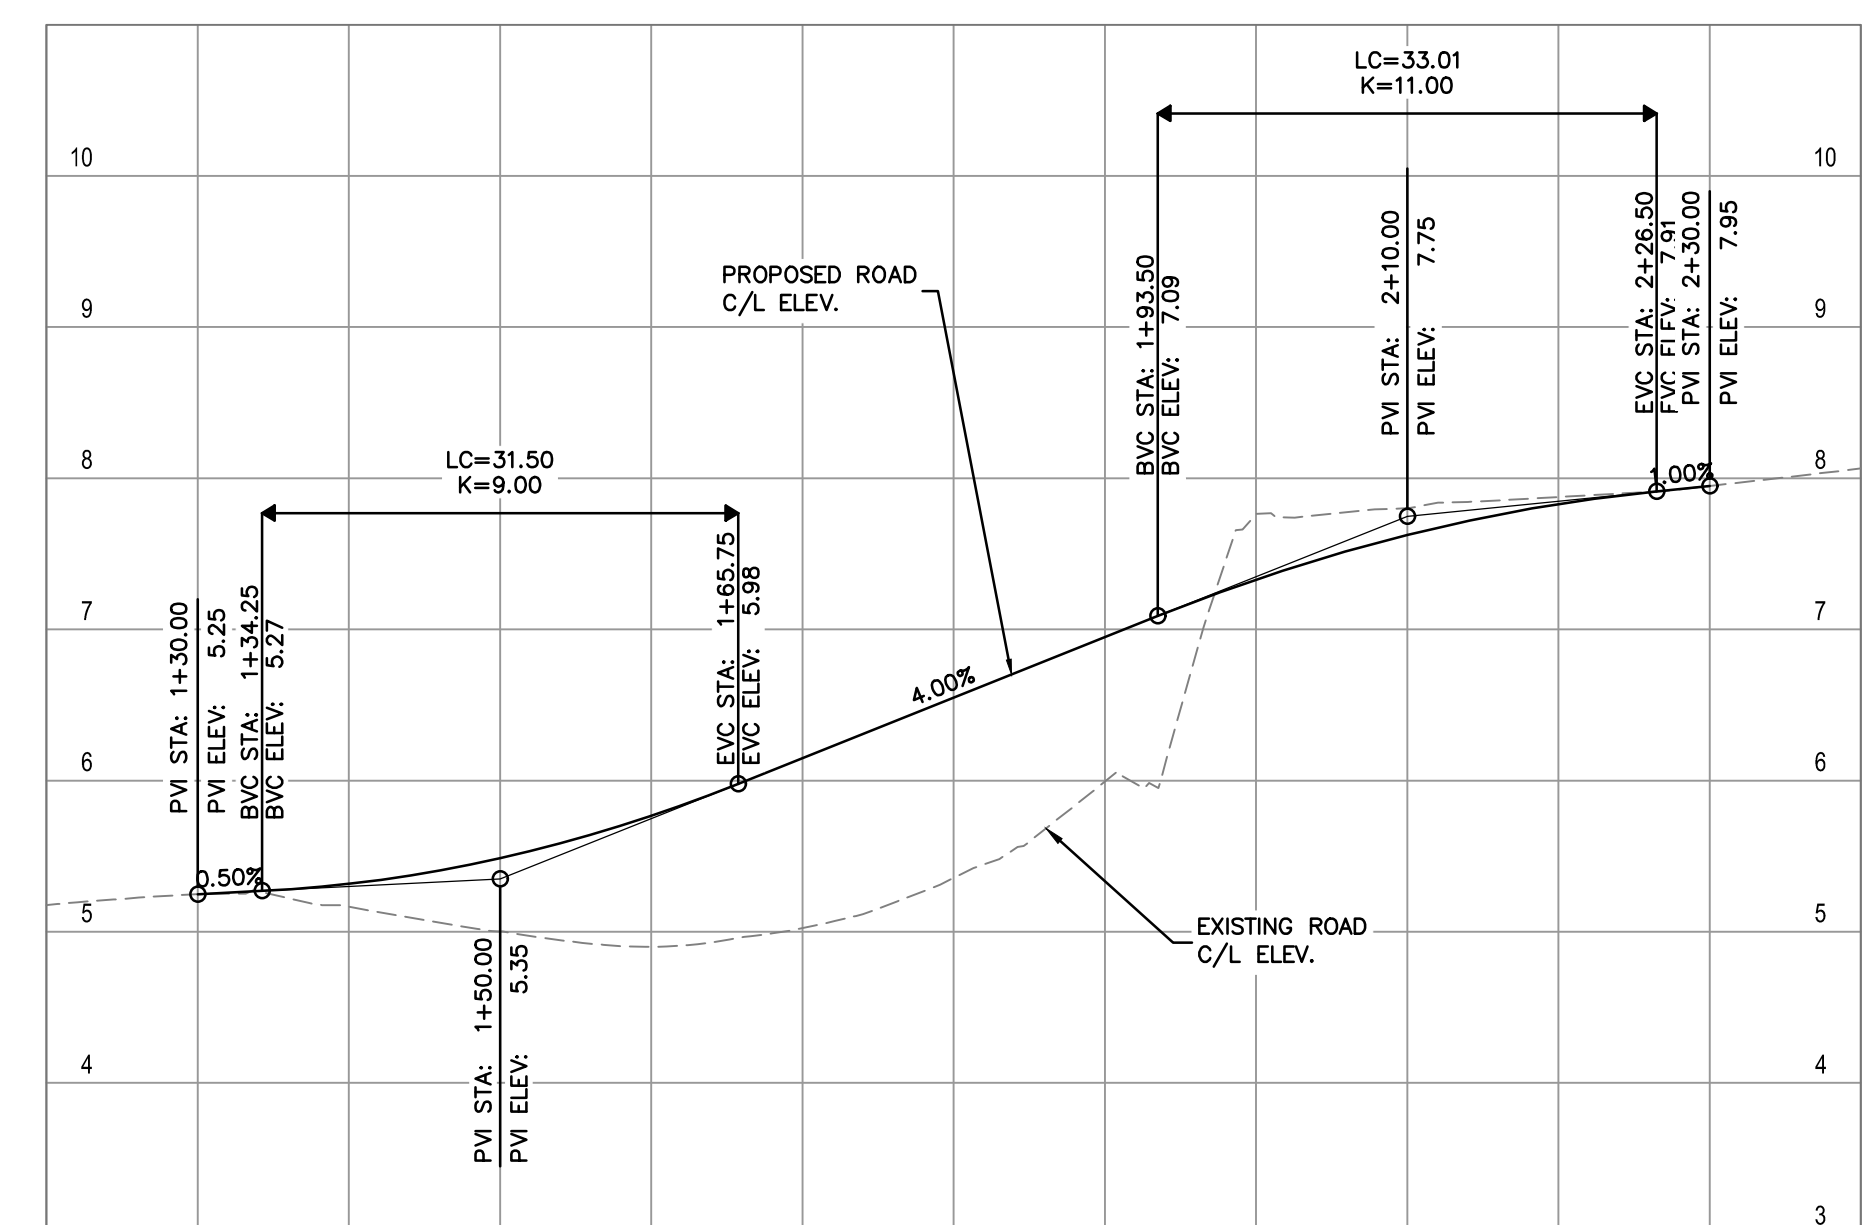 LC=33.01
K=11.00
10
10
PVI STA: 2+10.00
PVI ELEV: 7.75
EVC STA: 2+26.50
EVC ELEV: 7.91
PVI STA: 2+30.00
PVI ELEV: 7.95
BVC STA: 1+93.50
BVC ELEV: 7.09
PROPOSED ROAD
C/L ELEV.
9
9
LC=31.50
K=9.00
8
8
1.00%
EVC STA: 1+65.75
EVC ELEV: 5.98
7
7
PVI STA: 1+30.00
PVI ELEV: 5.25
BVC STA: 1+34.25
BVC ELEV: 5.27
4.00%
6
6
0.50%
5
5
EXISTING ROAD
C/L ELEV.
PVI STA: 1+50.00
PVI ELEV: 5.35
4
4
3